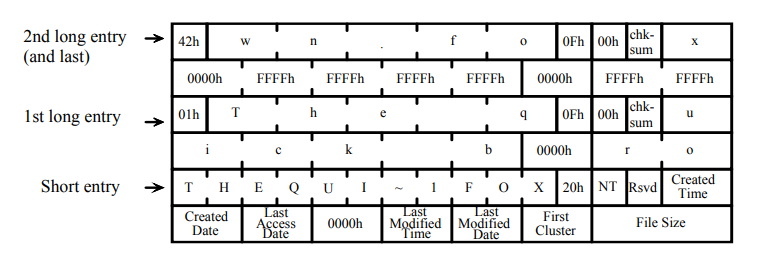 2nd long entry
(and last)
42h w n . f o 0Fh 00h chk-sum x
0000h FFFFh FFFFh FFFFh FFFFh 0000h FFFFh FFFFh
1st long entry
01h T h e q 0Fh 00h chk-sum u
i c k b 0000h r o
Short entry
T H E Q U I ~ 1 F O X 20h NT Rsvd Created Time
Created Date Last Access Date 0000h Last Modified Time Last Modified Date First Cluster File Size